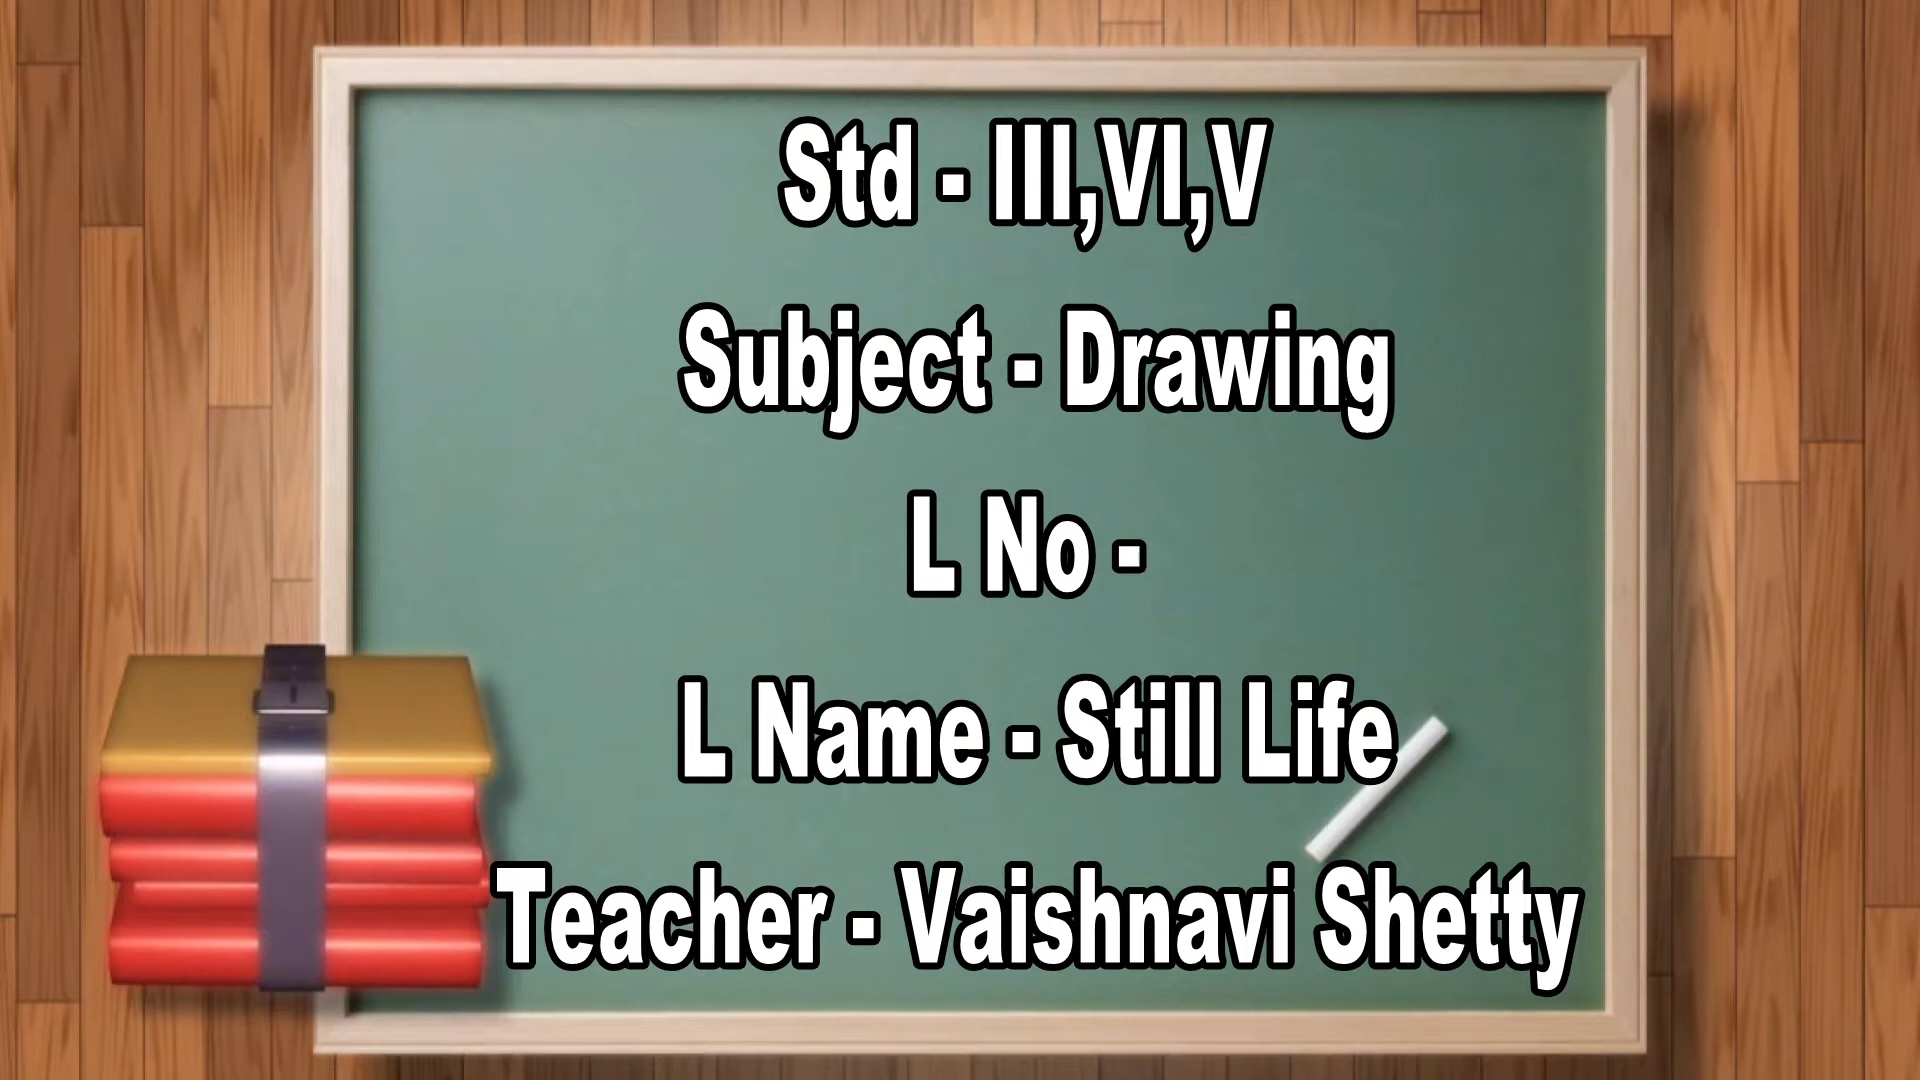 Std - III,VI,V
Subject - Drawing
L No -
L Name - Still Life
Teacher - Vaishnavi Shetty